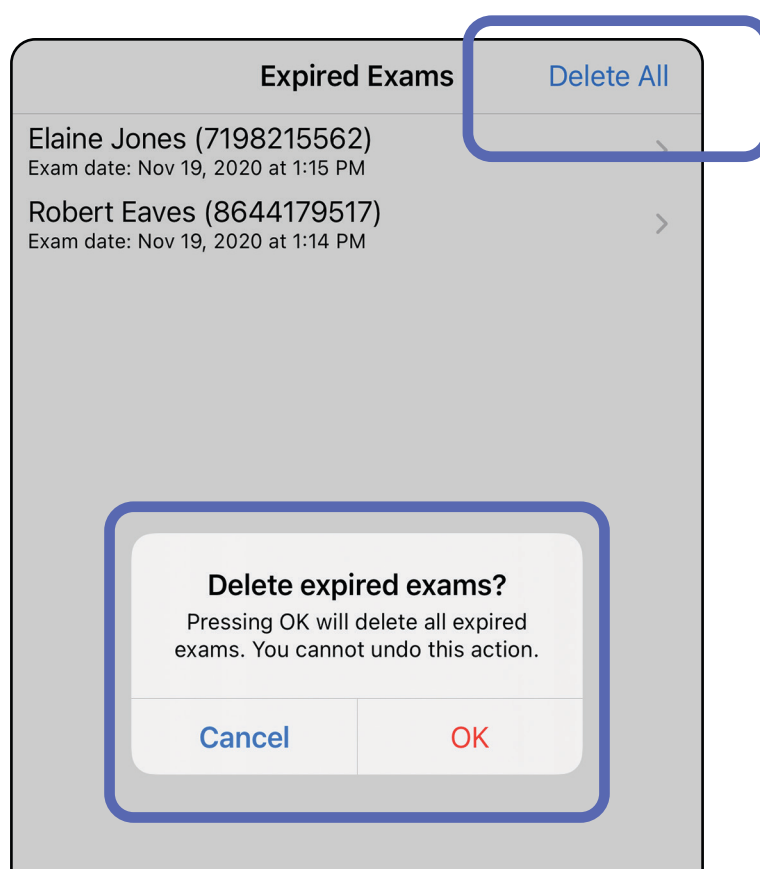 Expired Exams Delete All
Elaine Jones (7198215562)
Exam date: Nov 19, 2020 at 1:15 PM
Robert Eaves (8644179517)
Exam date: Nov 19, 2020 at 1:14 PM
Delete expired exams?
Pressing OK will delete all expired
exams. You cannot undo this action.
Cancel OK